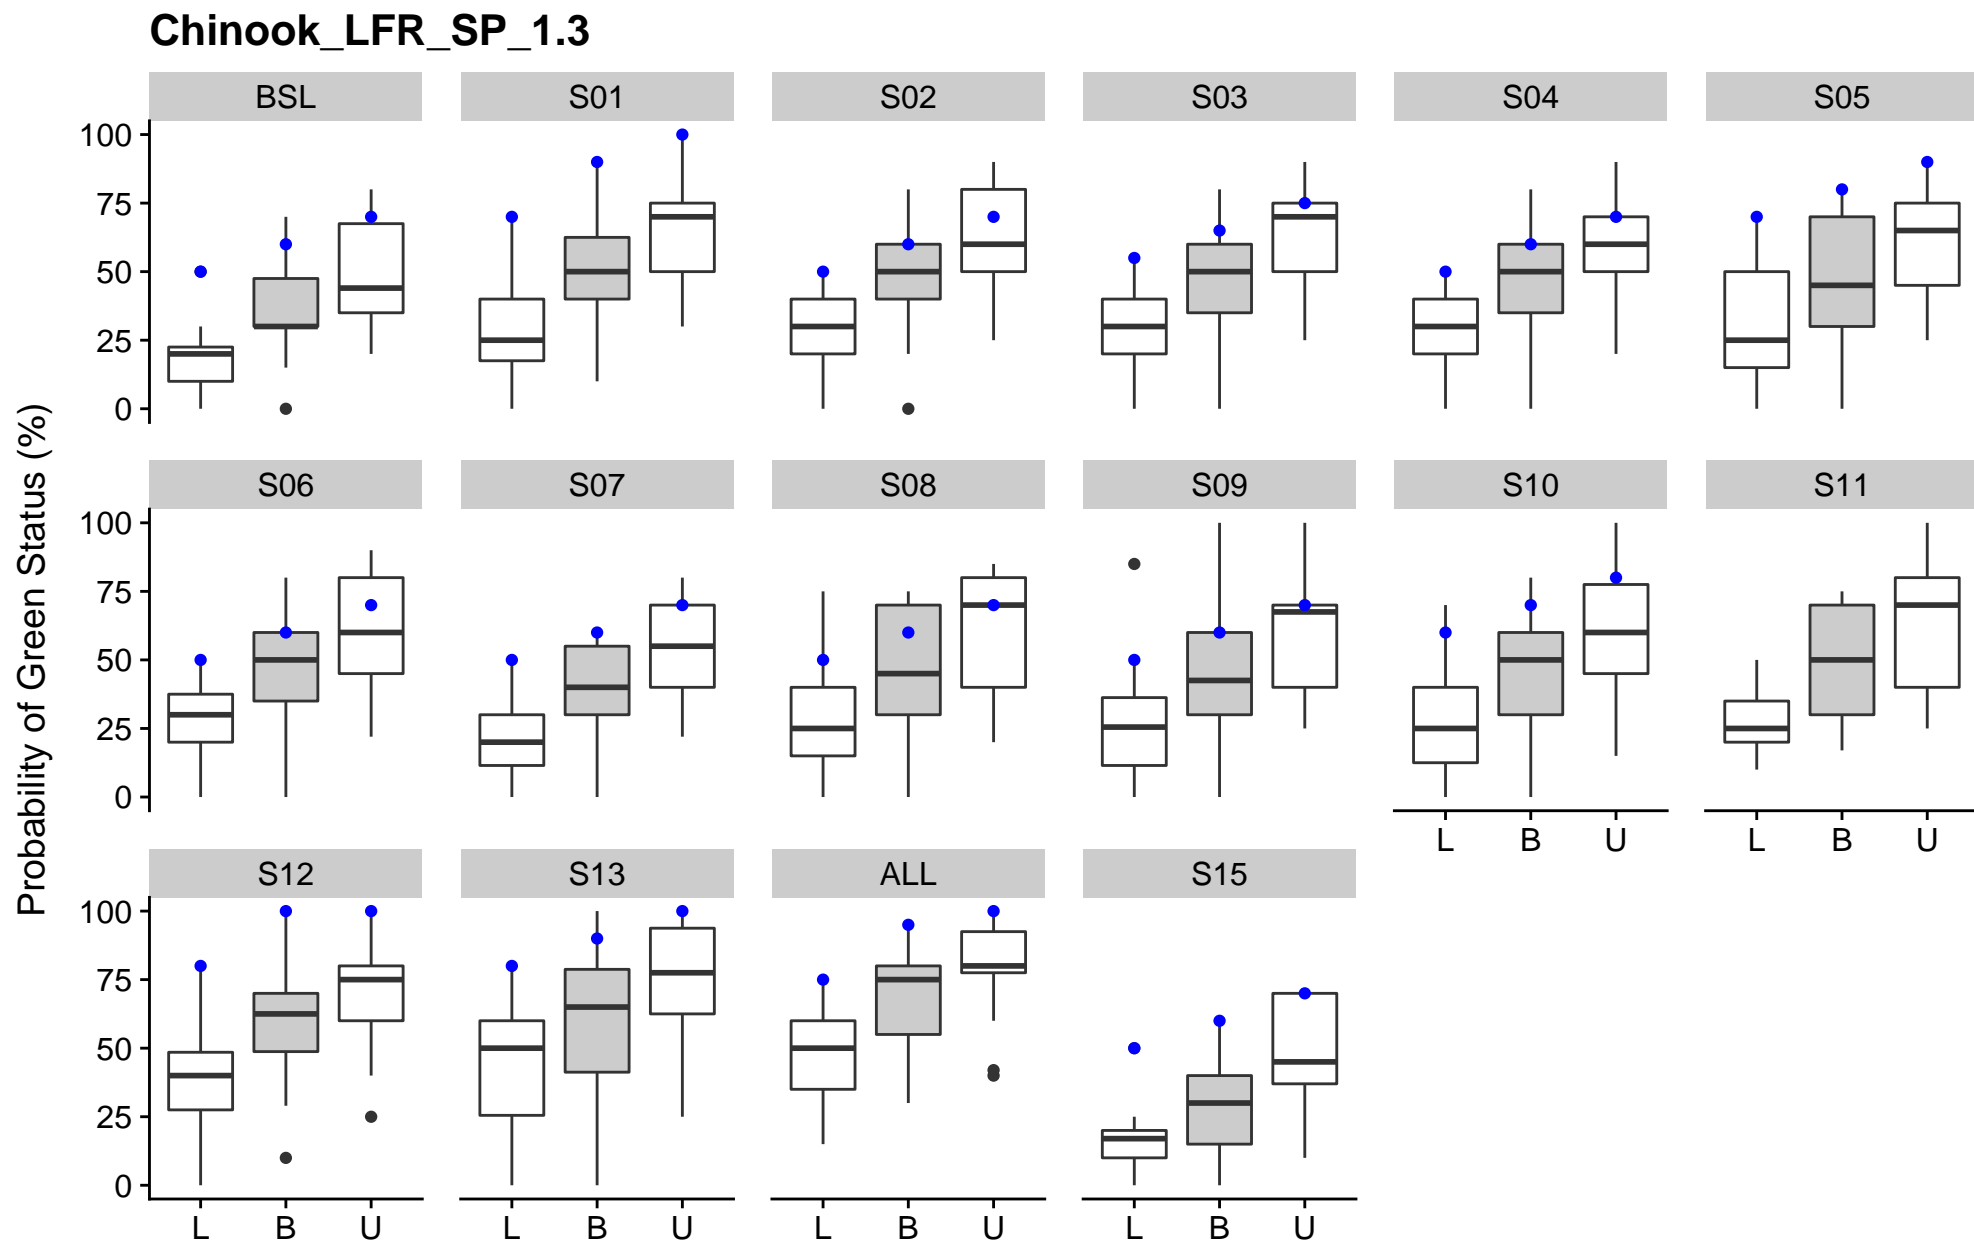 Chinook_LFR_SP_1.3
BSL S01 S02 S03 S04 S05
100
75
50
25
0
Probability of Green Status (%)
S06 S07 S08 S09 S10 S11
100
75
50
25
0
L B U L B U
S12 S13 ALL S15
100
75
50
25
0
L B U L B U L B U L B U